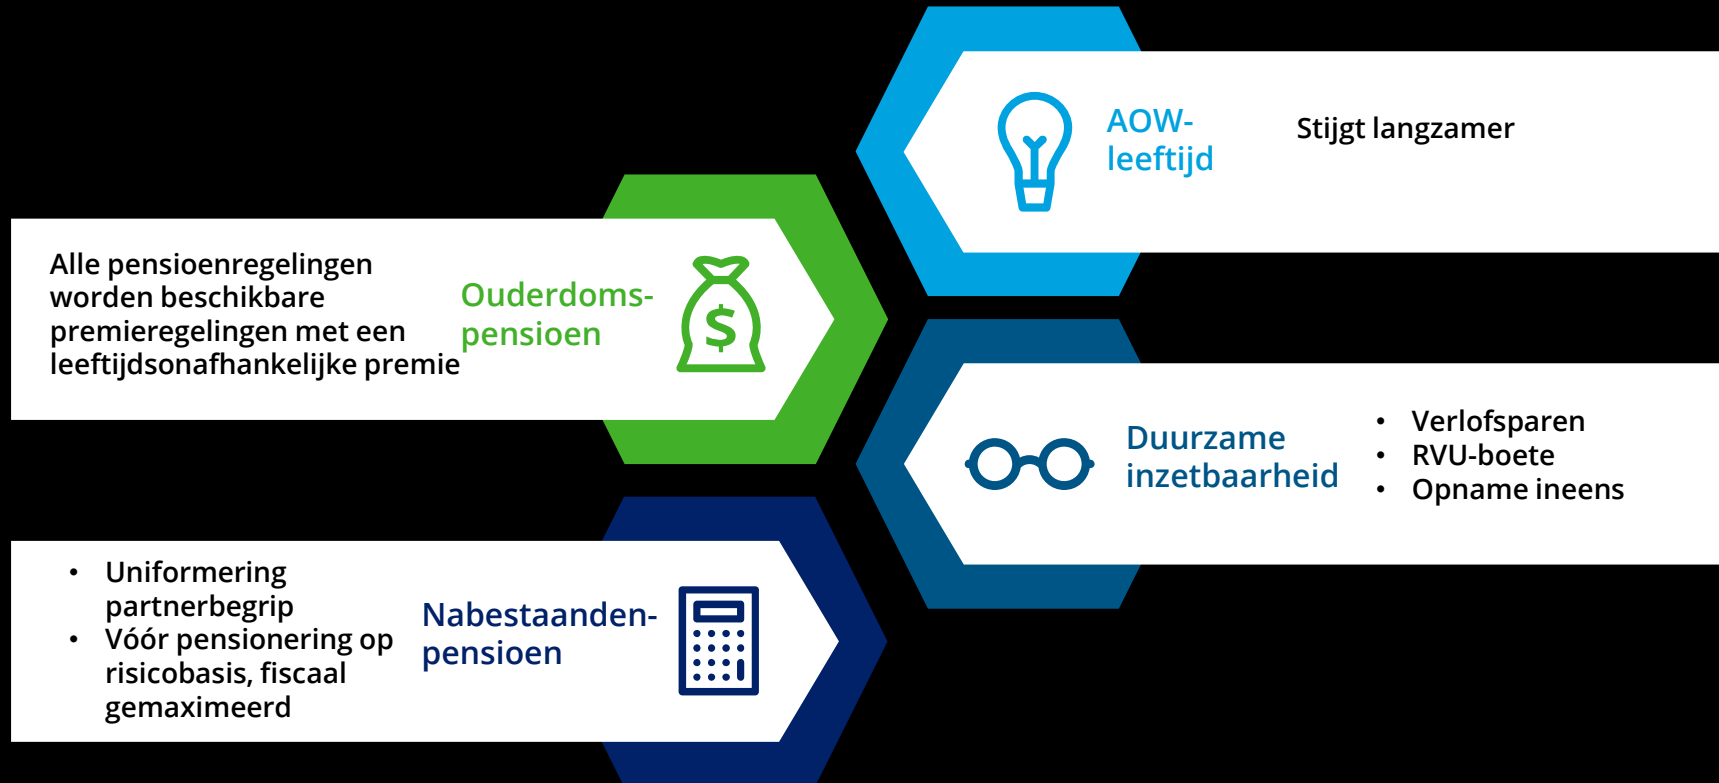 AOW-
leeftijd
Stijgt langzamer
Alle pensioenregelingen
worden beschikbare
premieregelingen met een
leeftijdsonafhankelijke premie
Ouderdoms-
pensioen
$
Duurzame
inzetbaarheid
• Verlofsparen
• RVU-boete
• Opname ineens
• Uniformering
partnerbegrip
• Vóór pensionering op
risicobasis, fiscaal
gemaximeerd
Nabestaanden-
pensioen